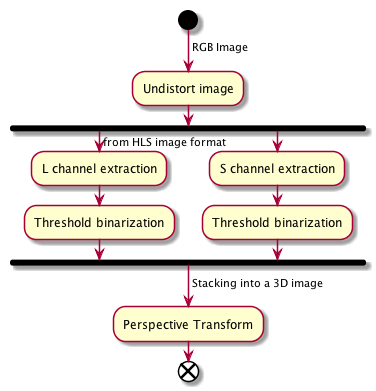 RGB Image
Undistort image
from HLS image format
L channel extraction
S channel extraction
Threshold binarization
Threshold binarization
Stacking into a 3D image
Perspective Transform